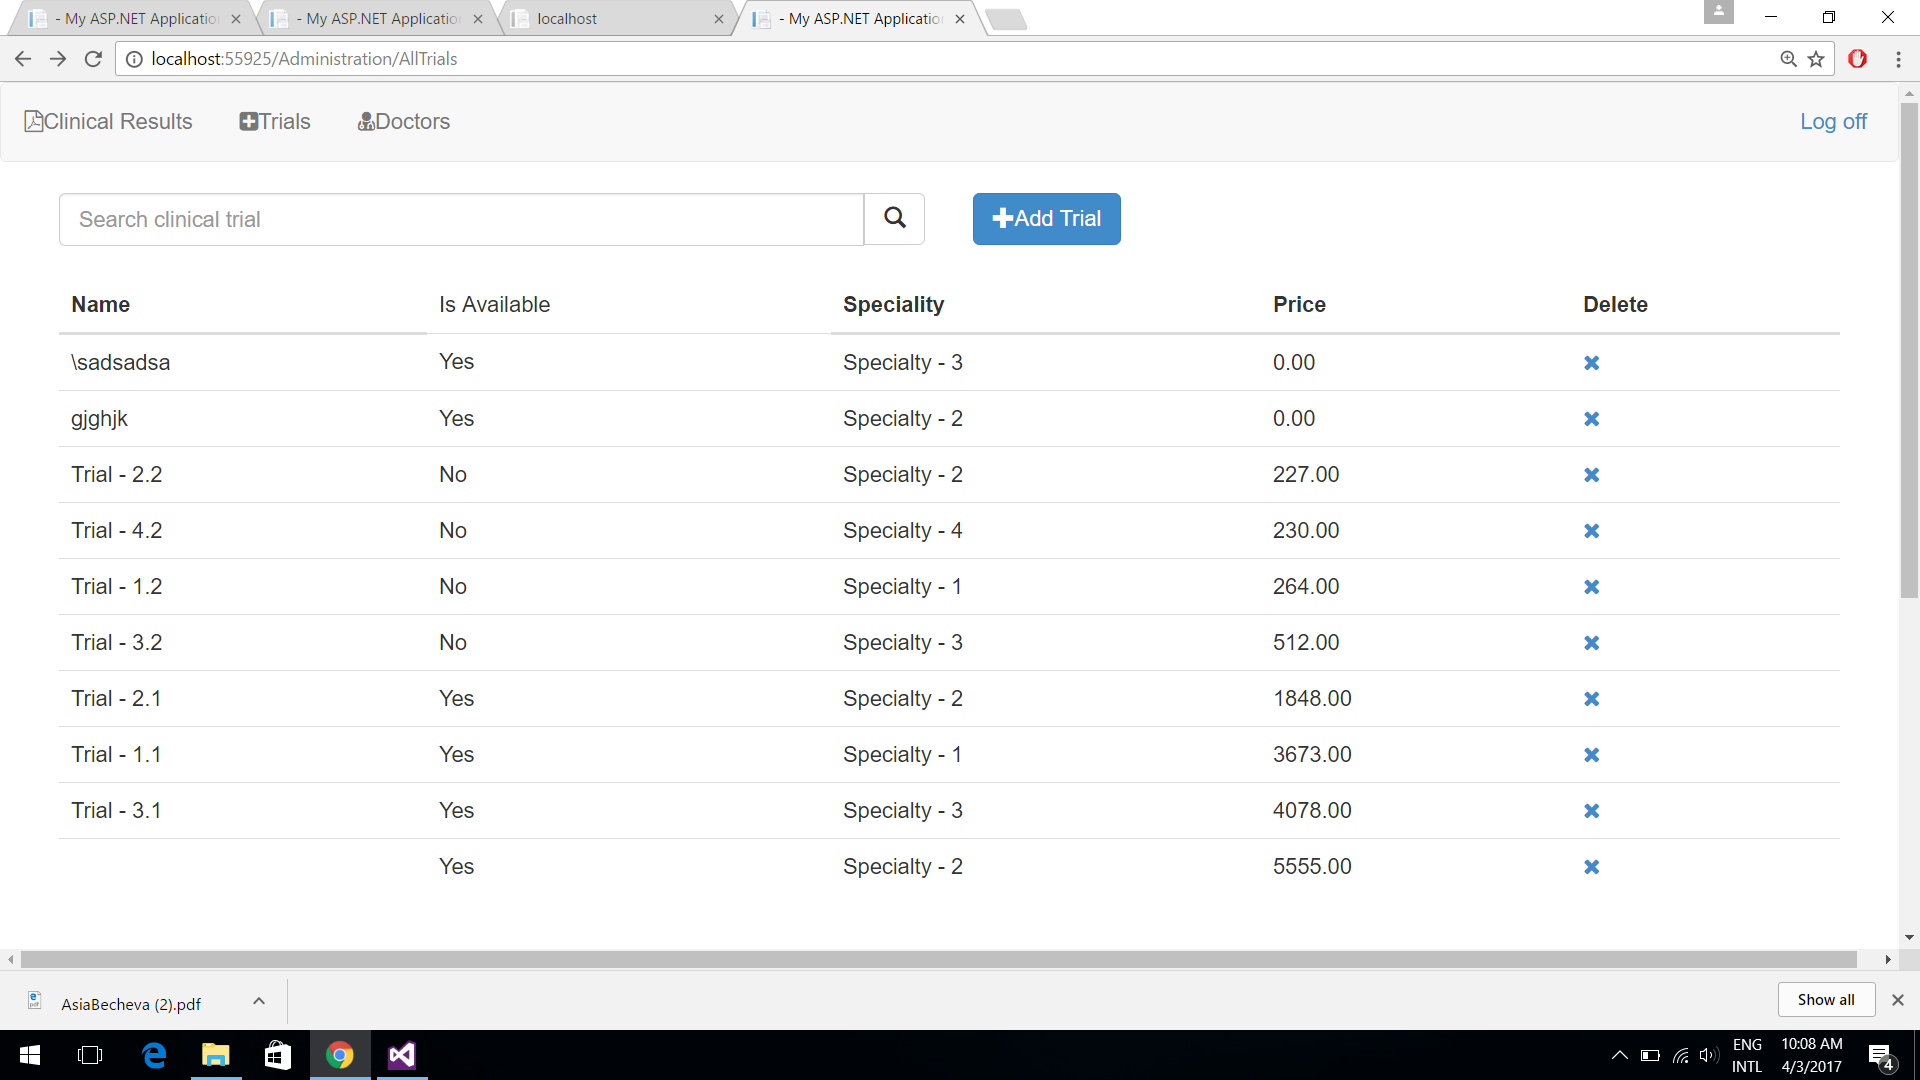 - My ASP.NET Applicatio
- My ASP.NET Applicatio
localhost
- My ASP.NET Applicatio
localhost:55925/Administration/AllTrials
Clinical Results Trials Doctors Log off
Search clinical trial Add Trial
Name Is Available Speciality Price Delete
\sadsadsa Yes Specialty - 3 0.00
gjghjk Yes Specialty - 2 0.00
Trial - 2.2 No Specialty - 2 227.00
Trial - 4.2 No Specialty - 4 230.00
Trial - 1.2 No Specialty - 1 264.00
Trial - 3.2 No Specialty - 3 512.00
Trial - 2.1 Yes Specialty - 2 1848.00
Trial - 1.1 Yes Specialty - 1 3673.00
Trial - 3.1 Yes Specialty - 3 4078.00
Yes Specialty - 2 5555.00
AsiaBecheva (2).pdf Show all
ENG 10:08 AM
INTL 4/3/2017 4